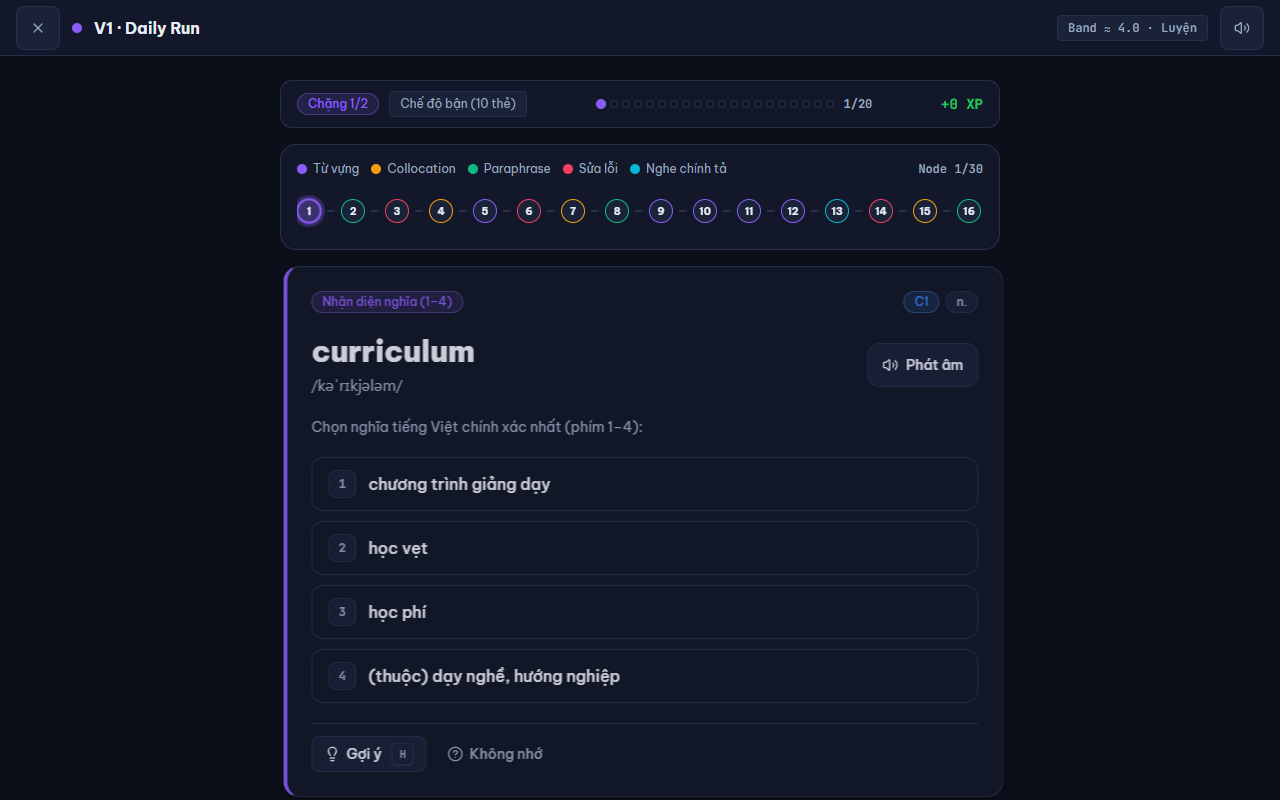 V1 · Daily Run
Band ≈ 4.0 · Luyện
Chặng 1/2
Chế độ bận (10 thẻ)
1/20
+0 XP
Từ vựng
Collocation
Paraphrase
Sửa lỗi
Nghe chính tả
Node 1/30
1 2 3 4 5 6 7 8 9 10 11 12 13 14 15 16
Nhận diện nghĩa (1–4)
C1
n.
curriculum
/kəˈrɪkjələm/
Phát âm
Chọn nghĩa tiếng Việt chính xác nhất (phím 1–4):
1 chương trình giảng dạy
2 học vẹt
3 học phí
4 (thuộc) dạy nghề, hướng nghiệp
Gợi ý H
Không nhớ